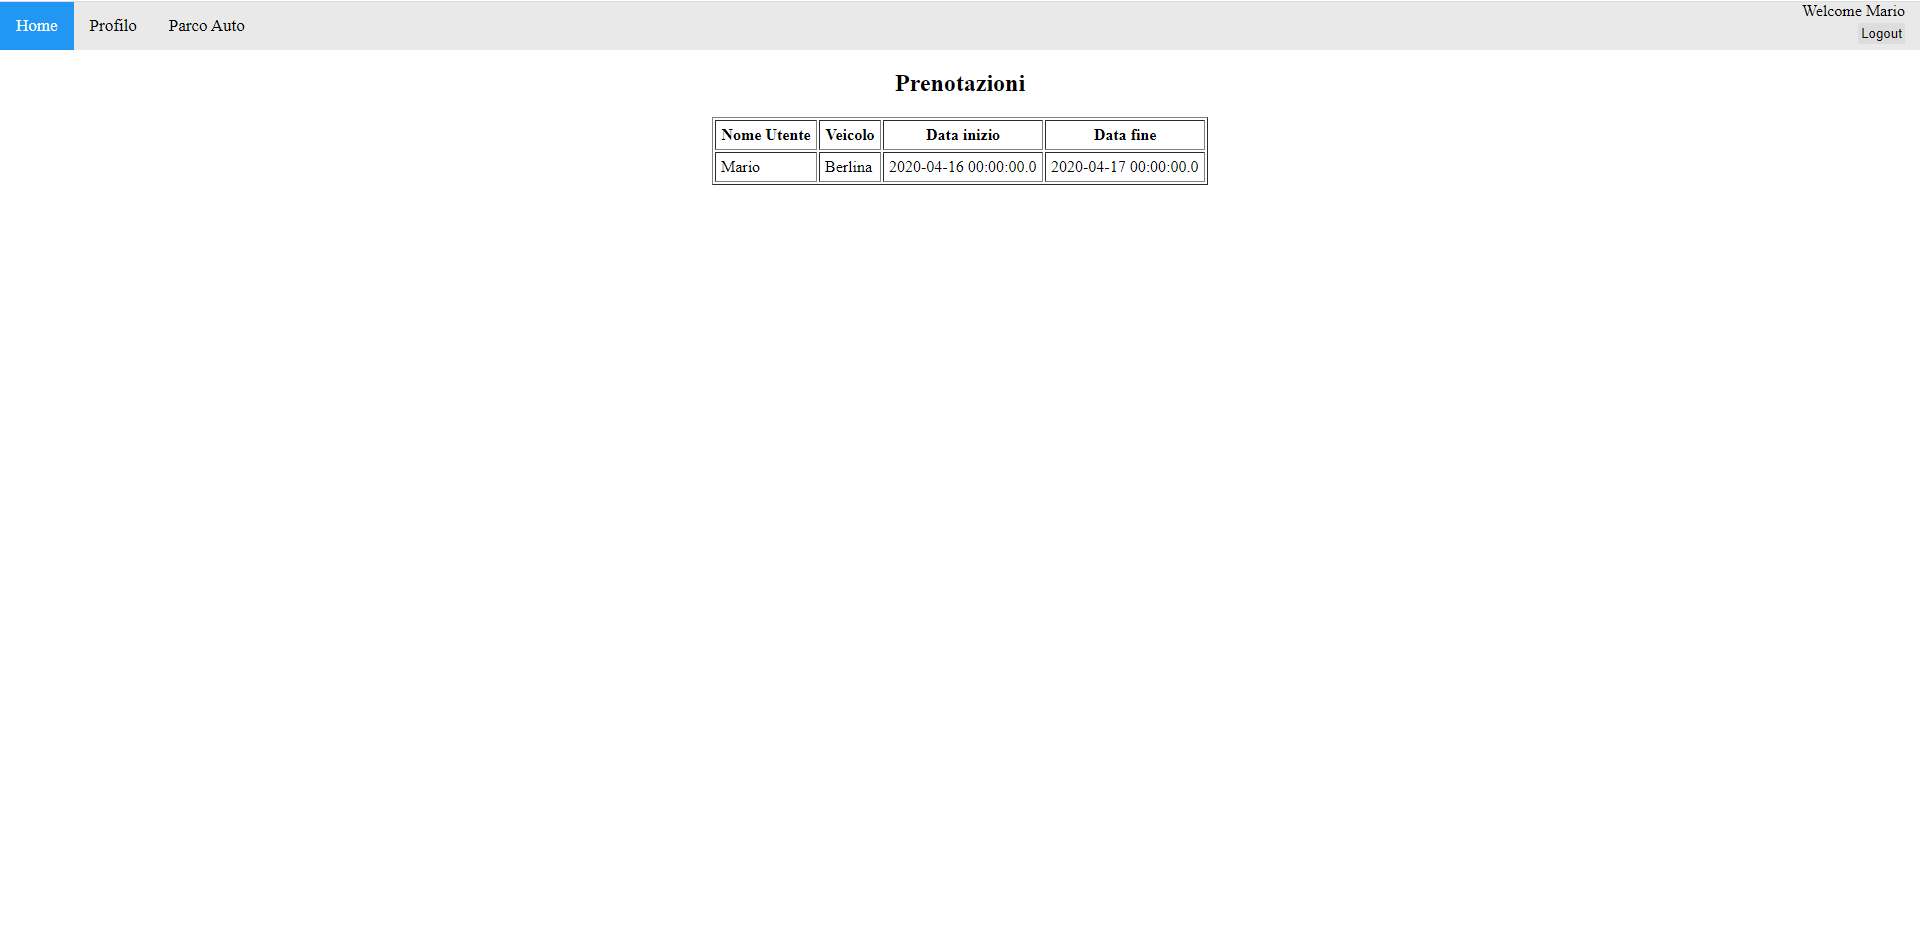 Home Profilo Parco Auto
Welcome Mario
Logout
Prenotazioni
Nome Utente Veicolo Data inizio Data fine
Mario Berlina 2020-04-16 00:00:00.0 2020-04-17 00:00:00.0